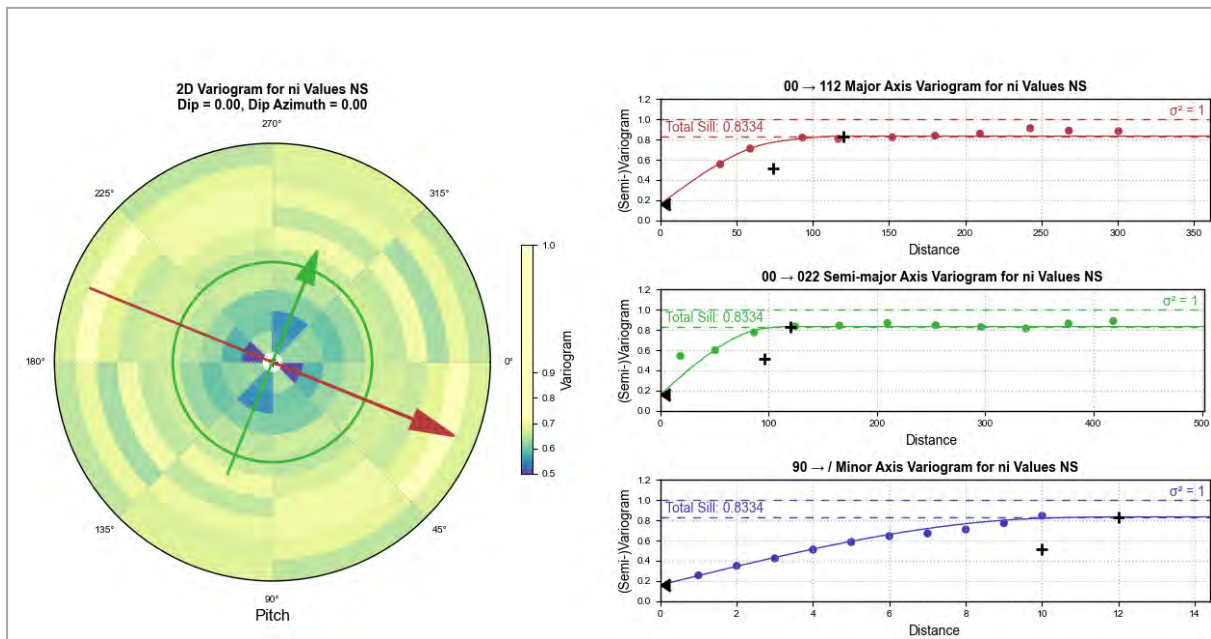 2D Variogram for ni Values NS
Dip = 0.00, Dip Azimuth = 0.00
270°
225°
315°
180°
0°
135°
45°
90°
Pitch
1.0
0.9
0.8
0.7
0.6
0.5
Variogram
00 → 112 Major Axis Variogram for ni Values NS
1.2
1.0
0.8
0.6
0.4
0.2
0.0
(Semi-)Variogram
Total Sill: 0.8334
σ² = 1
0 50 100 150 200 250 300 350
Distance
00 → 022 Semi-major Axis Variogram for ni Values NS
1.2
1.0
0.8
0.6
0.4
0.2
0.0
(Semi-)Variogram
Total Sill: 0.8334
σ² = 1
0 100 200 300 400 500
Distance
90 → / Minor Axis Variogram for ni Values NS
1.2
1.0
0.8
0.6
0.4
0.2
0.0
(Semi-)Variogram
Total Sill: 0.8334
σ² = 1
0 2 4 6 8 10 12 14
Distance